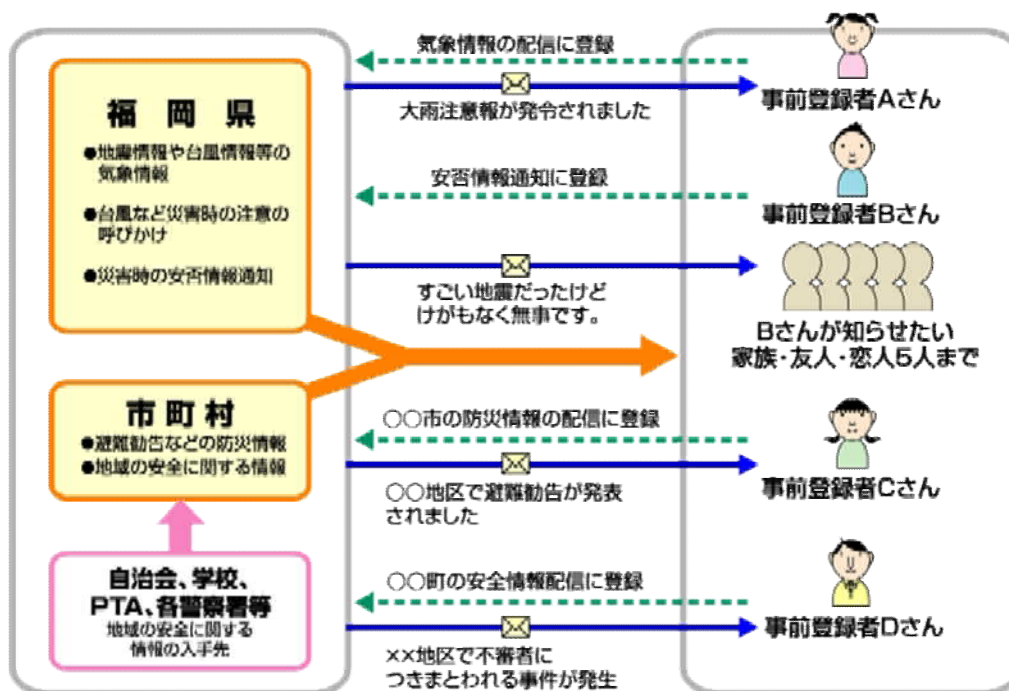 福岡県
●地震情報や台風情報等の
気象情報
●台風など災害時の注意の
呼びかけ
●災害時の安否情報通知
市町村
●避難勧告などの防災情報
●地域の安全に関する情報
自治会、学校、
PTA、各警察署等
地域の安全に関する
情報の入手先
気象情報の配信に登録
大雨注意報が発令されました
事前登録者Aさん
安否情報通知に登録
事前登録者Bさん
すごい地震だったけど
けがもなく無事です。
Bさんが知らせたい
家族・友人・恋人5人まで
○○市の防災情報の配信に登録
○○地区で避難勧告が発表
されました
事前登録者Cさん
○○町の安全情報配信に登録
××地区で不審者に
つきまとわれる事件が発生
事前登録者Dさん